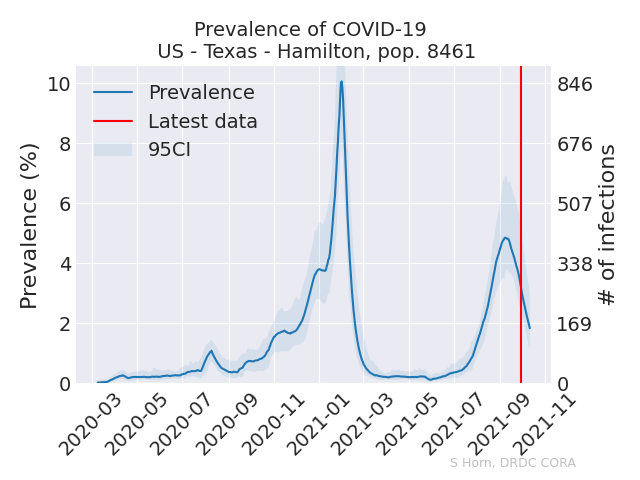 Prevalence of COVID-19
US - Texas - Hamilton, pop. 8461
Prevalence (%)
10
8
6
4
2
0
Prevalence
Latest data
95CI
846
676
507
338
169
0
# of infections
2020-03
2020-05
2020-07
2020-09
2020-11
2021-01
2021-03
2021-05
2021-07
2021-09
2021-11
S Horn, DRDC CORA